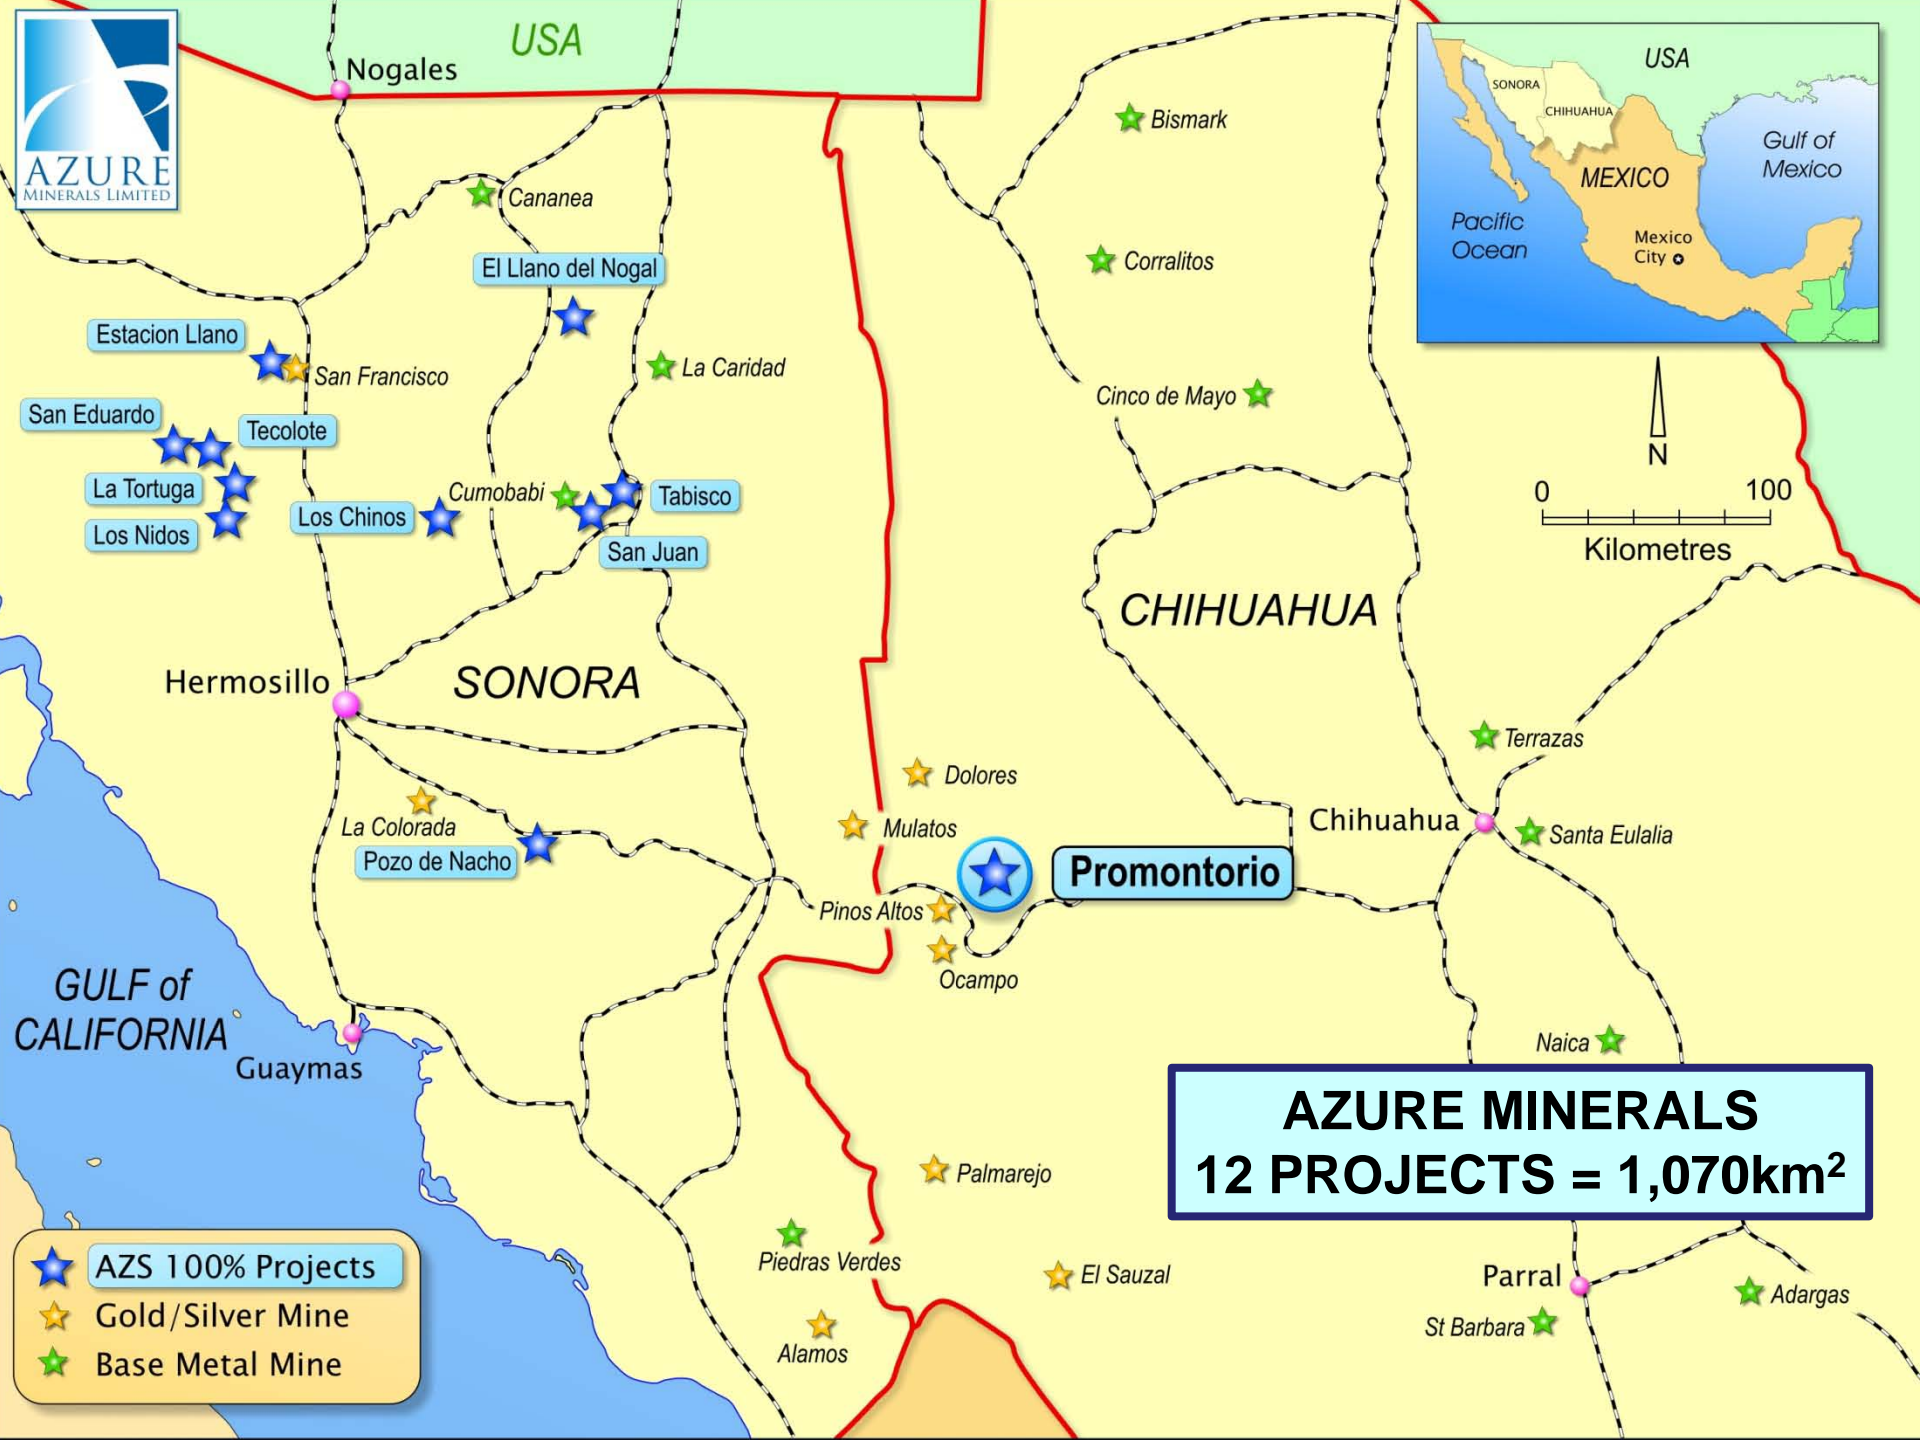 AZURE
MINERALS LIMITED
USA
Nogales
Bismark
Cananea
Corralitos
El Llano del Nogal
Estacion Llano
San Francisco
La Caridad
Cinco de Mayo
San Eduardo
Tecolote
La Tortuga
Los Nidos
Los Chinos
Cumobabi
Tabisco
San Juan
USA
SONORA
CHIHUAHUA
Gulf of
Mexico
MEXICO
Pacific
Ocean
Mexico
City
N
0
100
Kilometres
CHIHUAHUA
Hermosillo
SONORA
Terrazas
Dolores
Mulatos
La Colorada
Pozo de Nacho
Chihuahua
Santa Eulalia
Promontorio
Pinos Altos
Ocampo
GULF of
CALIFORNIA
Guaymas
Naica
AZURE MINERALS
12 PROJECTS = 1,070km²
Palmarejo
Piedras Verdes
El Sauzal
Alamos
Parral
Adargas
St Barbara
AZS 100% Projects
Gold/Silver Mine
Base Metal Mine